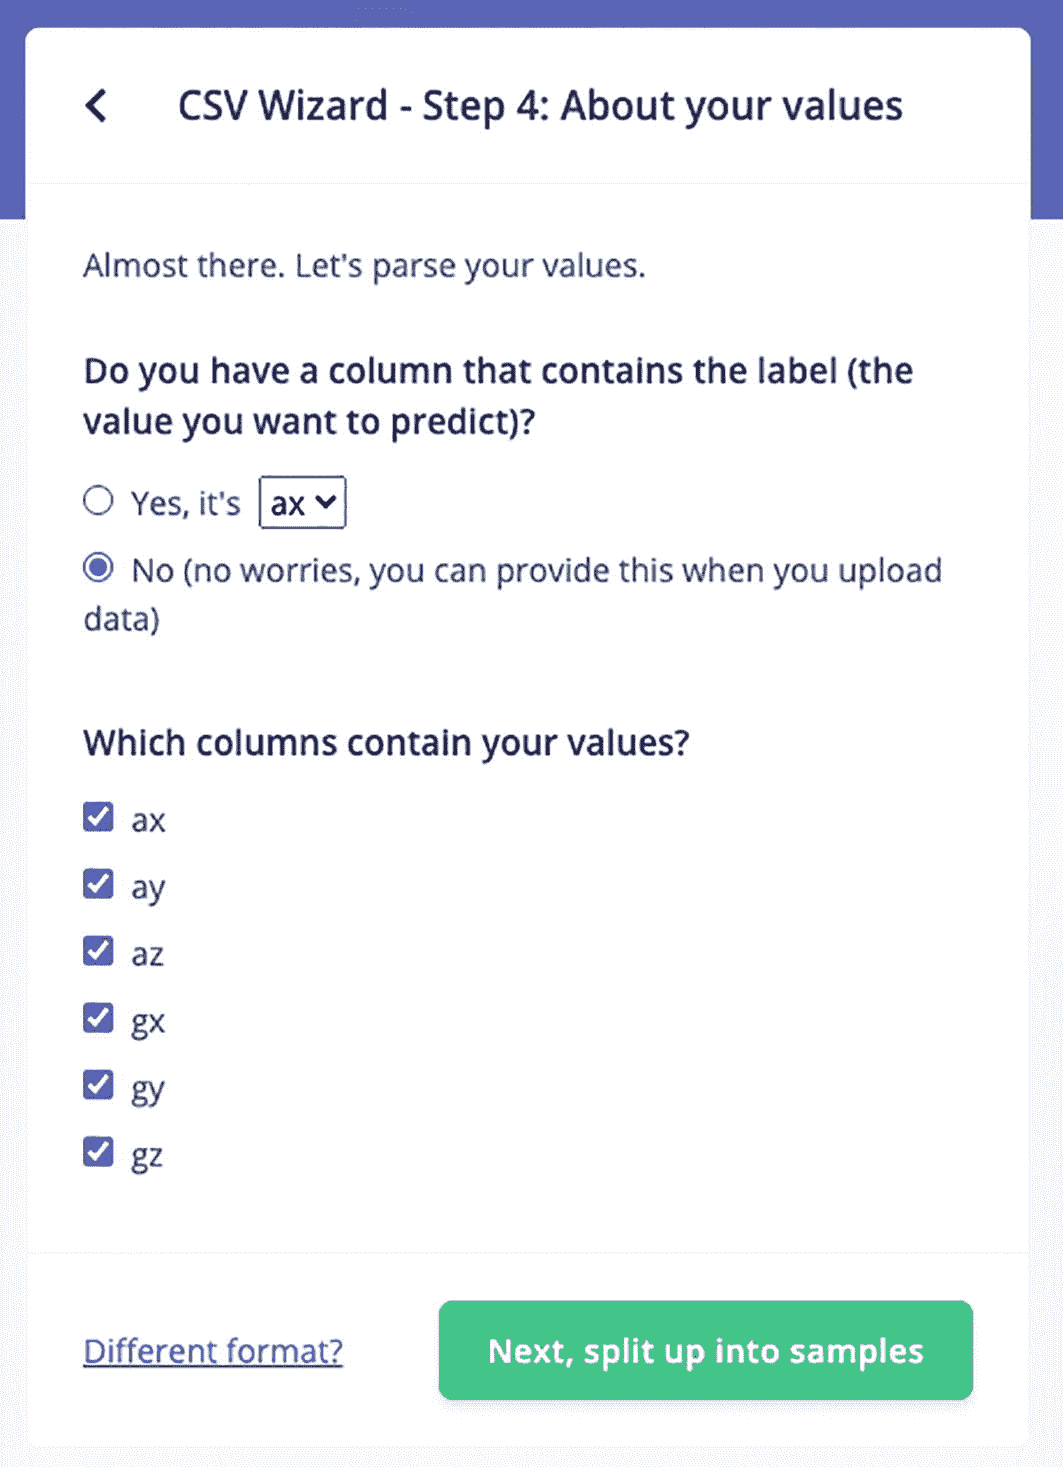 CSV Wizard - Step 4: About your values
Almost there. Let's parse your values.
Do you have a column that contains the label (the
value you want to predict)?
Yes, it's ax
No (no worries, you can provide this when you upload
data)
Which columns contain your values?
ax
ay
az
gx
gy
gz
Different format?
Next, split up into samples